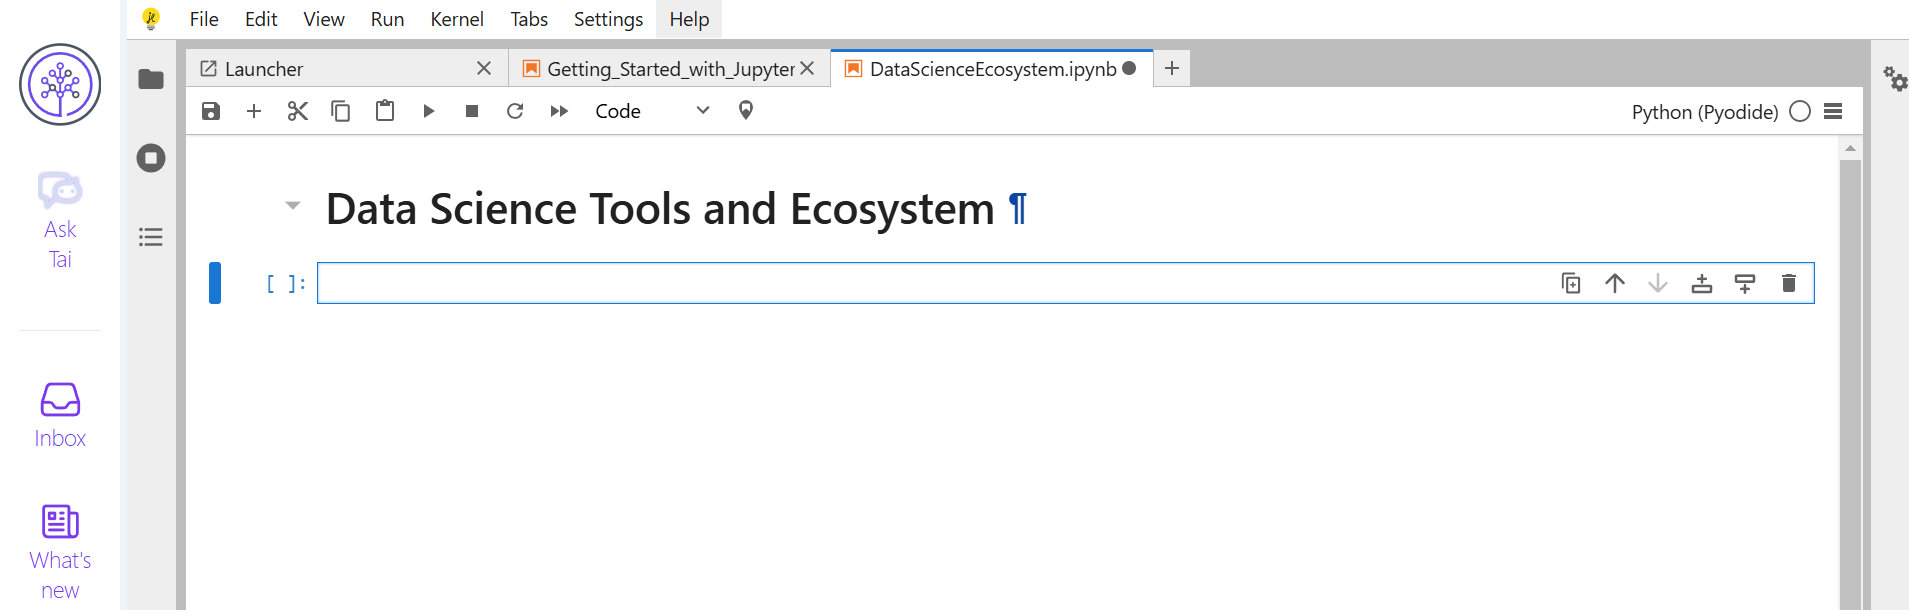 File Edit View Run Kernel Tabs Settings Help
Launcher Getting_Started_with_Jupyter DataScienceEcosystem.ipynb
Code Python (Pyodide)
Data Science Tools and Ecosystem ¶
[ ]:
Ask
Tai
Inbox
What's
new